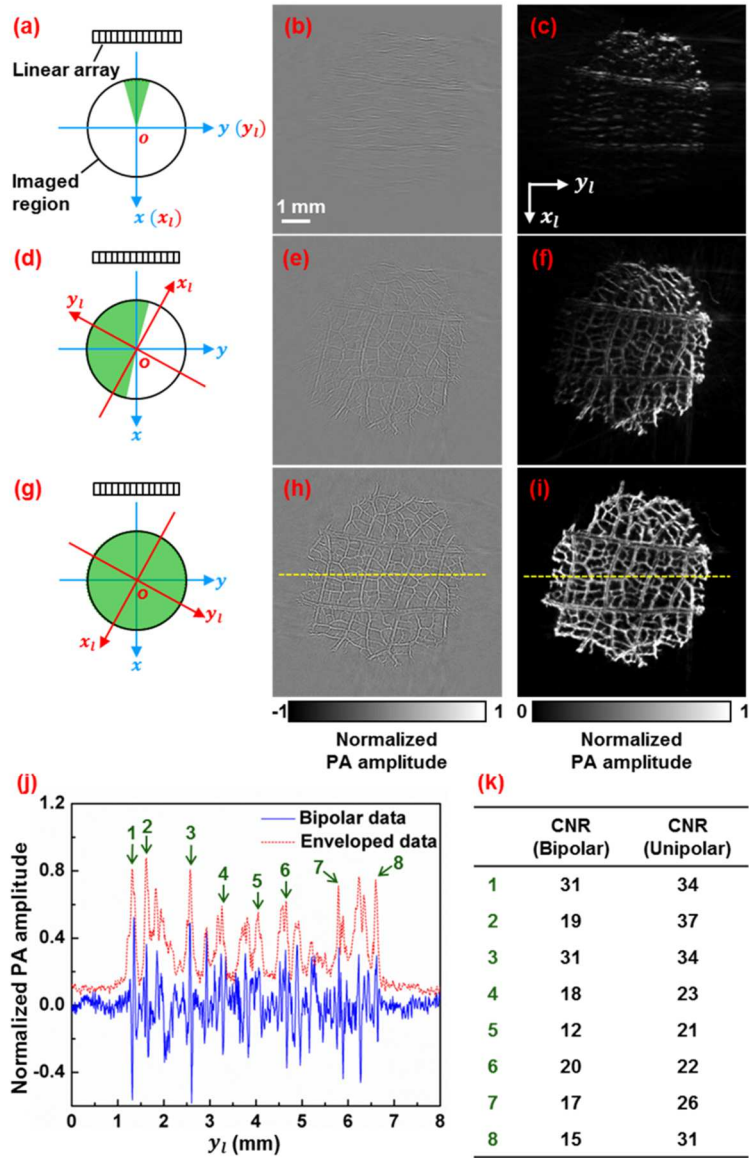 (a)
Linear array
o
y (y_l)
Imaged region
x (x_l)
(b)
1 mm
(c)
y_l
x_l
(d)
x_l
y_l
y
o
x
(e)
(f)
(g)
o
y
y_l
x_l
x
(h)
(i)
-1 1
Normalized
PA amplitude
0 1
Normalized
PA amplitude
(j)
Normalized PA amplitude
1.2
0.8
0.4
0.0
-0.4
Bipolar data
Enveloped data
1 2 3 4 5 6 7 8
0 1 2 3 4 5 6 7 8
y_l (mm)
(k)
CNR (Bipolar) CNR (Unipolar)
1 31 34
2 19 37
3 31 34
4 18 23
5 12 21
6 20 22
7 17 26
8 15 31